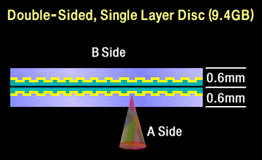 Double-Sided, Single Layer Disc (9.4GB)
B Side
0.6mm
0.6mm
A Side